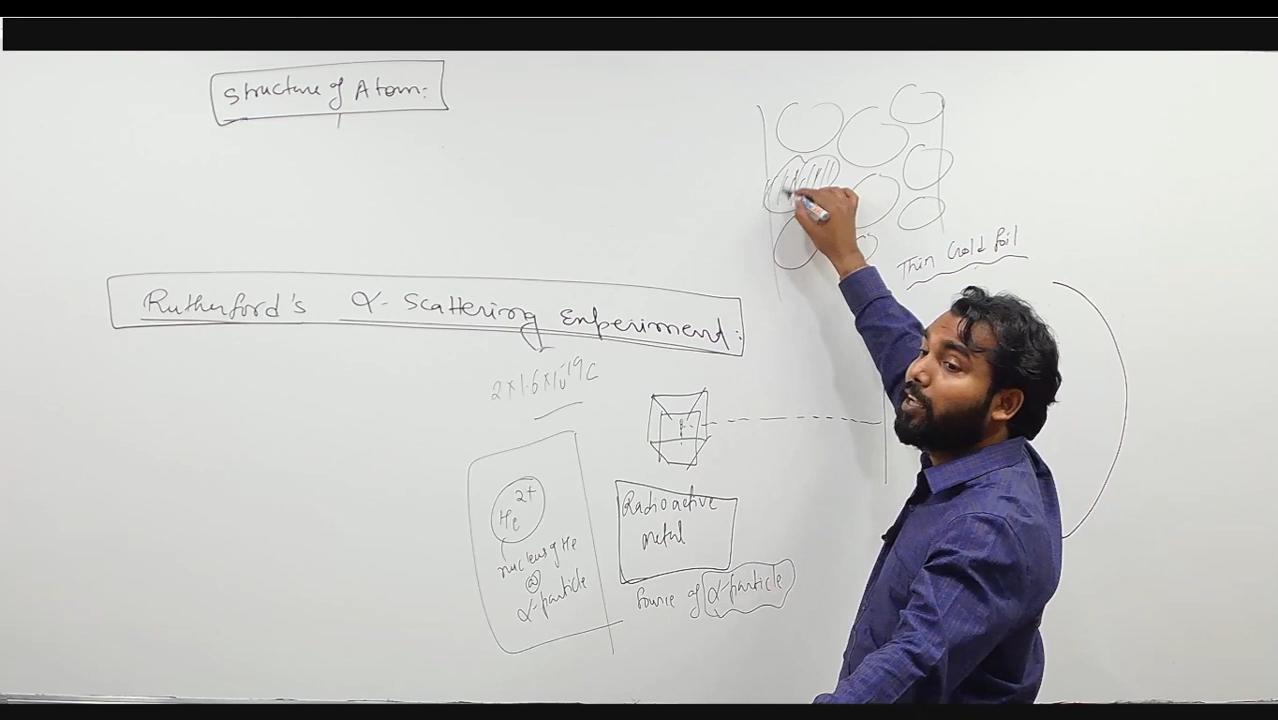 Structure of Atom:
Thin Gold foil
Rutherford's α-Scattering Experiment:
2×1.6×10⁻¹⁹C
He²⁺
nucleus of He
α-particle
Radioactive
metal
Source of α-particle